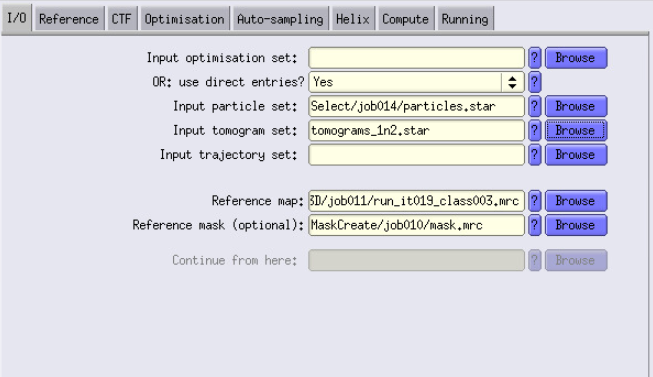 I/O Reference CTF Optimisation Auto-sampling Helix Compute Running
Input optimisation set: ? Browse
OR: use direct entries? Yes ?
Input particle set: Select/job014/particles.star ? Browse
Input tomogram set: tomograms_1n2.star ? Browse
Input trajectory set: ? Browse
Reference map: 3D/job011/run_it019_class003.mrc ? Browse
Reference mask (optional): MaskCreate/job010/mask.mrc ? Browse
Continue from here: ? Browse